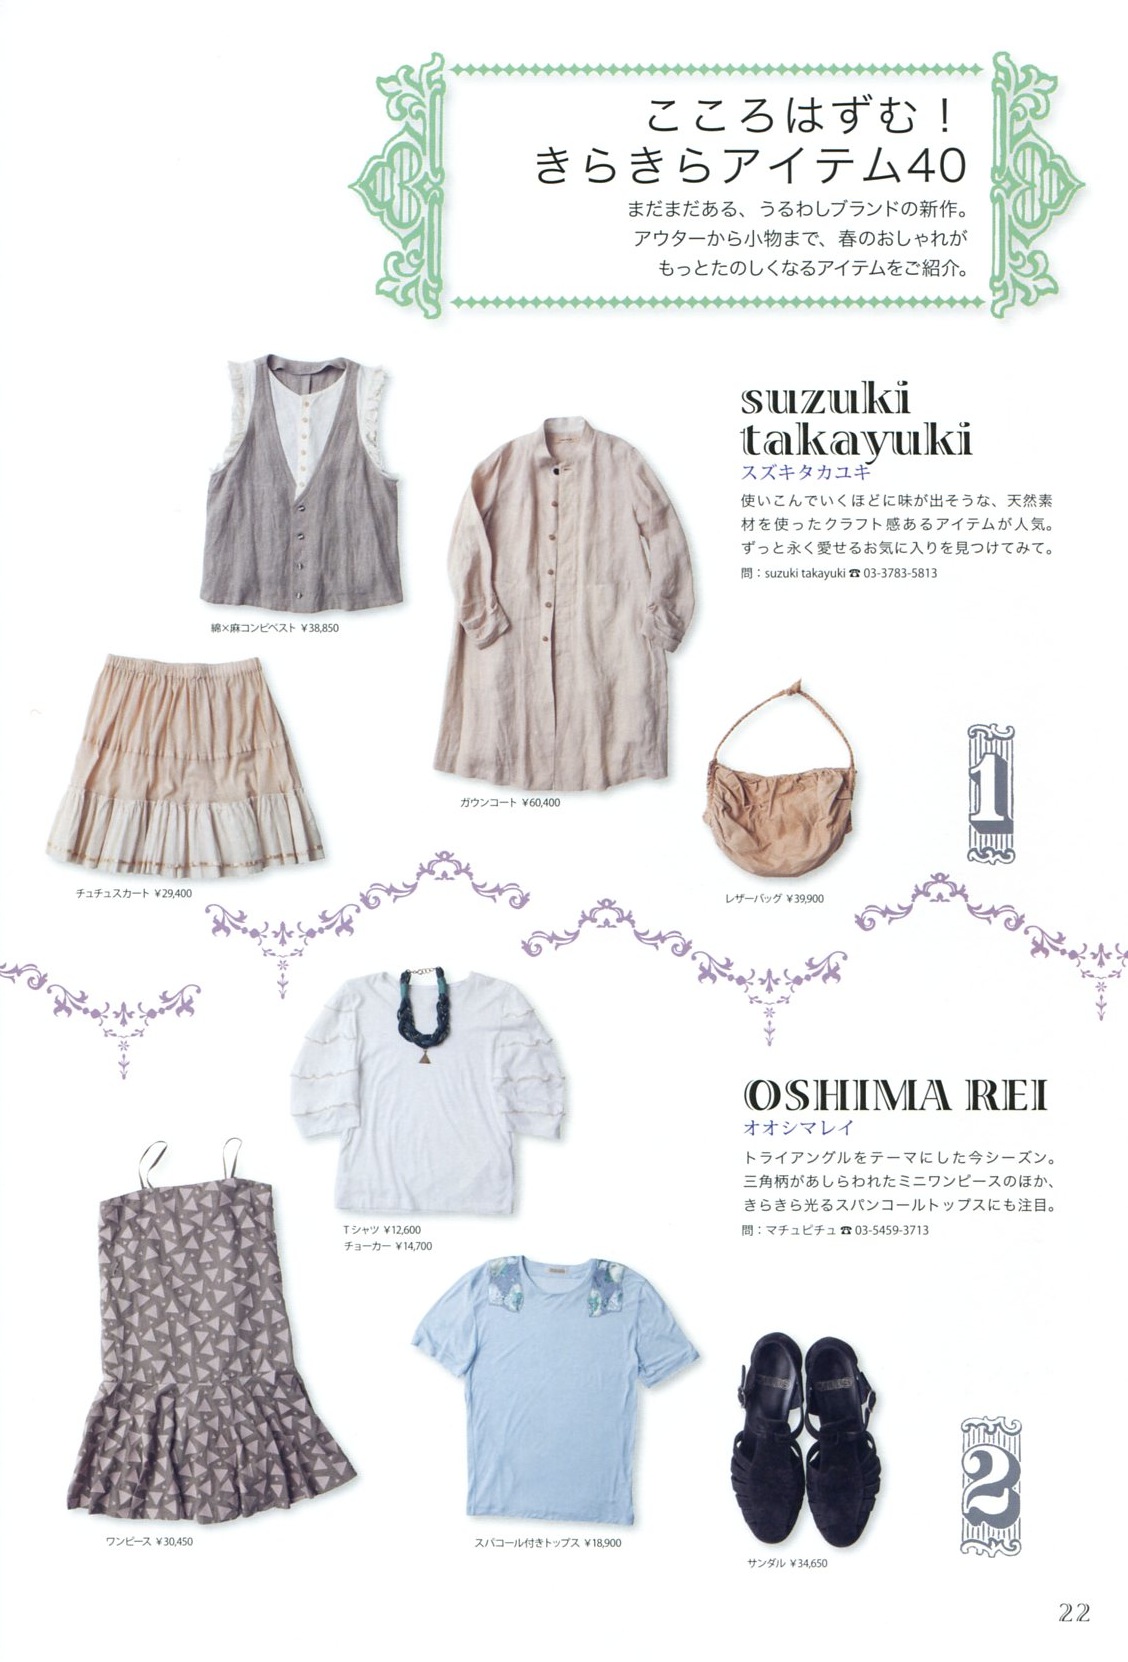 こころはずむ！
きらきらアイテム40
まだまだある、うるわしブランドの新作。
アウターから小物まで、春のおしゃれが
もっとたのしくなるアイテムをご紹介。
suzuki
takayuki
スズキタカユキ
使いこんでいくほどに味が出そうな、天然素
材を使ったクラフト感あるアイテムが人気。
ずっと永く愛せるお気に入りを見つけてみて。
問：suzuki takayuki ☎ 03-3783-5813
綿×麻コンビベスト ¥38,850
ガウンコート ¥60,400
チュチュスカート ¥29,400
レザーバッグ ¥39,900
1
OSHIMA REI
オオシマレイ
トライアングルをテーマにした今シーズン。
三角柄があしらわれたミニワンピースのほか、
きらきら光るスパンコールトップスにも注目。
問：マチュピチュ ☎ 03-5459-3713
Tシャツ ¥12,600
チョーカー ¥14,700
ワンピース ¥30,450
スパコール付きトップス ¥18,900
サンダル ¥34,650
2
22